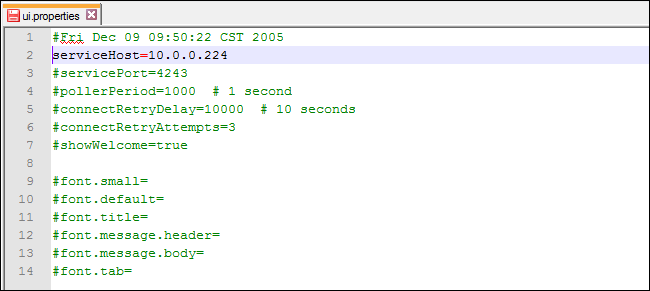 ui.properties
1 #Fri Dec 09 09:50:22 CST 2005
2 serviceHost=10.0.0.224
3 #servicePort=4243
4 #pollerPeriod=1000  # 1 second
5 #connectRetryDelay=10000  # 10 seconds
6 #connectRetryAttempts=3
7 #showWelcome=true
8
9 #font.small=
10 #font.default=
11 #font.title=
12 #font.message.header=
13 #font.message.body=
14 #font.tab=